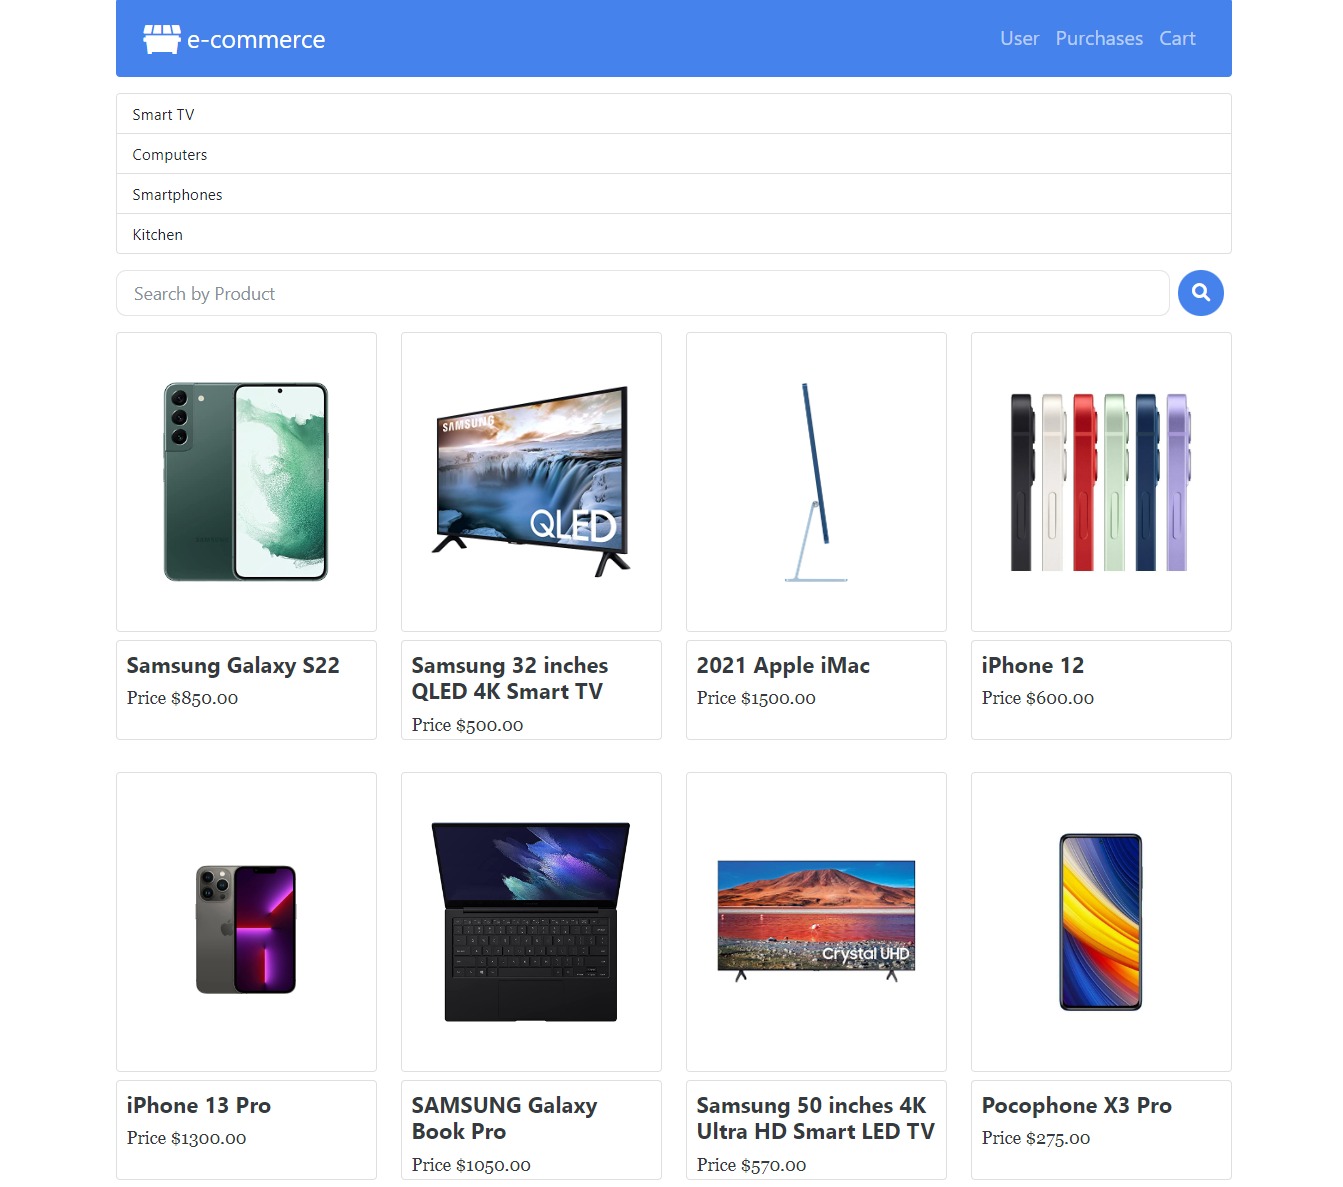 e-commerce
User Purchases Cart
Smart TV
Computers
Smartphones
Kitchen
Search by Product
SAMSUNG
QLED
Samsung Galaxy S22
Price $850.00
Samsung 32 inches
QLED 4K Smart TV
Price $500.00
2021 Apple iMac
Price $1500.00
iPhone 12
Price $600.00
Crystal UHD
iPhone 13 Pro
Price $1300.00
SAMSUNG Galaxy
Book Pro
Price $1050.00
Samsung 50 inches 4K
Ultra HD Smart LED TV
Price $570.00
Pocophone X3 Pro
Price $275.00